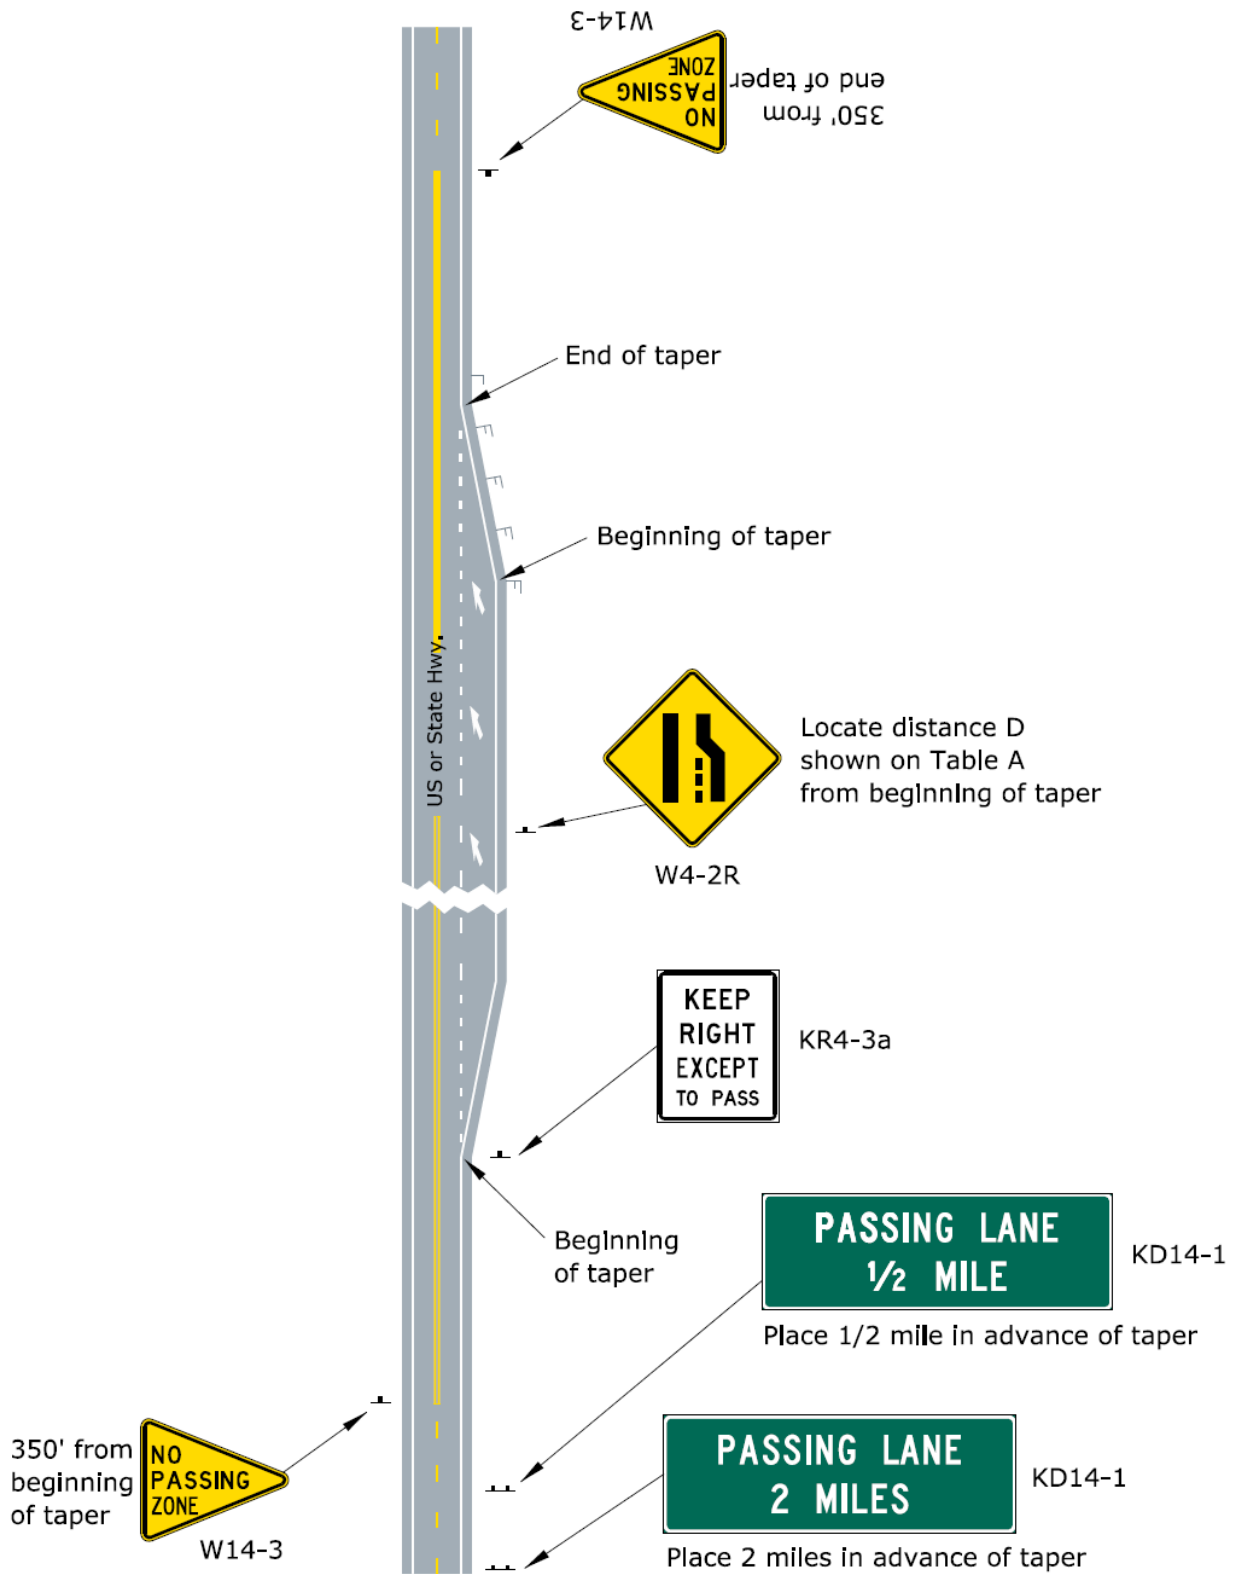 W14-3
NO
PASSING
ZONE
350' from
end of taper
End of taper
Beginning of taper
US or State Hwy.
Locate distance D
shown on Table A
from beginning of taper
W4-2R
KEEP
RIGHT
EXCEPT
TO PASS
KR4-3a
Beginning
of taper
PASSING LANE
1/2 MILE
KD14-1
Place 1/2 mile in advance of taper
350' from
beginning
of taper
NO
PASSING
ZONE
W14-3
PASSING LANE
2 MILES
KD14-1
Place 2 miles in advance of taper